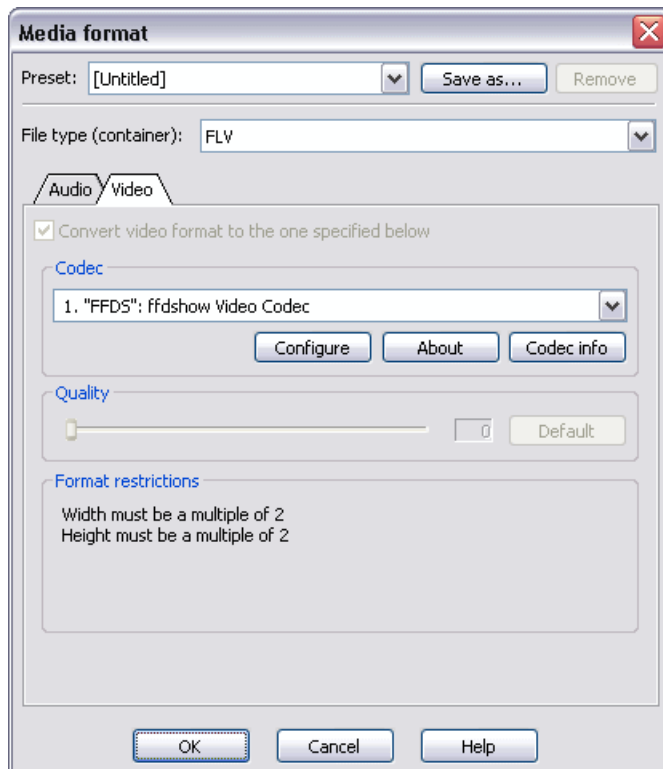 Media format
Preset: [Untitled] Save as... Remove
File type (container): FLV
Audio Video
Convert video format to the one specified below
Codec
1. "FFDS": ffdshow Video Codec
Configure About Codec info
Quality
0 Default
Format restrictions
Width must be a multiple of 2
Height must be a multiple of 2
OK Cancel Help